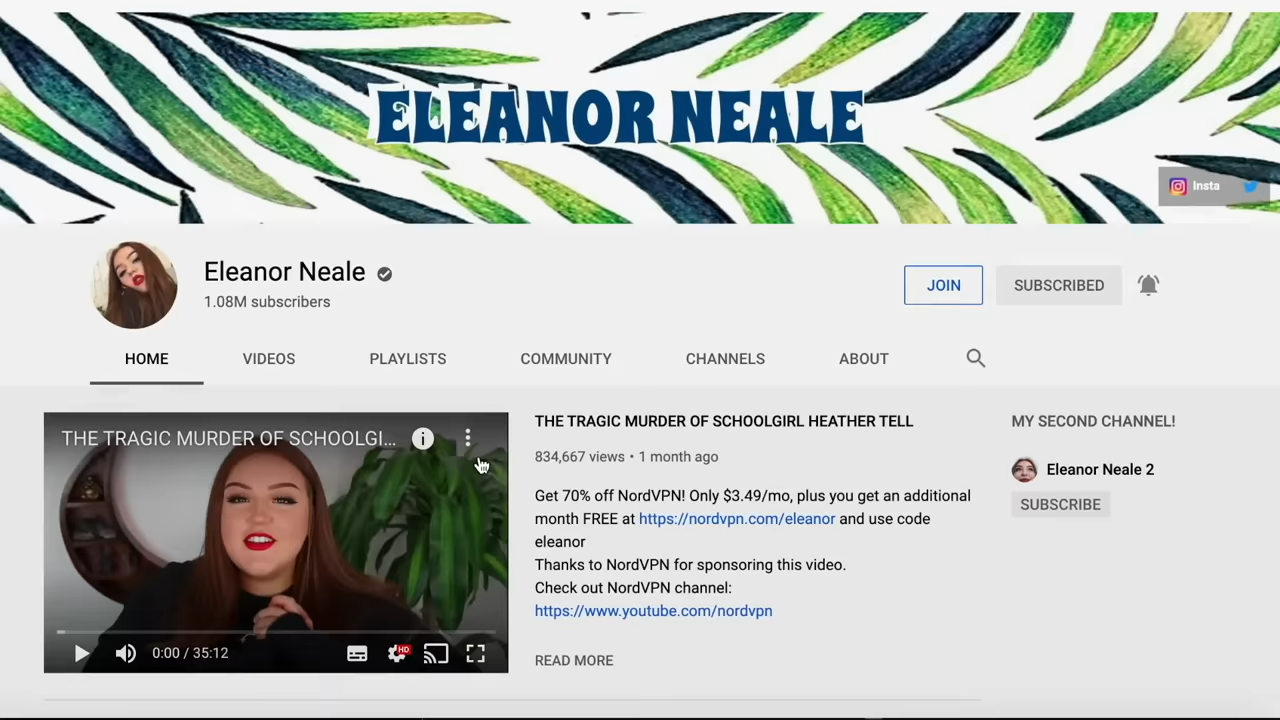 ELEANOR NEALE
Insta
Eleanor Neale
1.08M subscribers
JOIN
SUBSCRIBED
HOME
VIDEOS
PLAYLISTS
COMMUNITY
CHANNELS
ABOUT
THE TRAGIC MURDER OF SCHOOLGI...
0:00 / 35:12
HD
THE TRAGIC MURDER OF SCHOOLGIRL HEATHER TELL
834,667 views • 1 month ago
Get 70% off NordVPN! Only $3.49/mo, plus you get an additional
month FREE at https://nordvpn.com/eleanor and use code
eleanor
Thanks to NordVPN for sponsoring this video.
Check out NordVPN channel:
https://www.youtube.com/nordvpn
READ MORE
MY SECOND CHANNEL!
Eleanor Neale 2
SUBSCRIBE